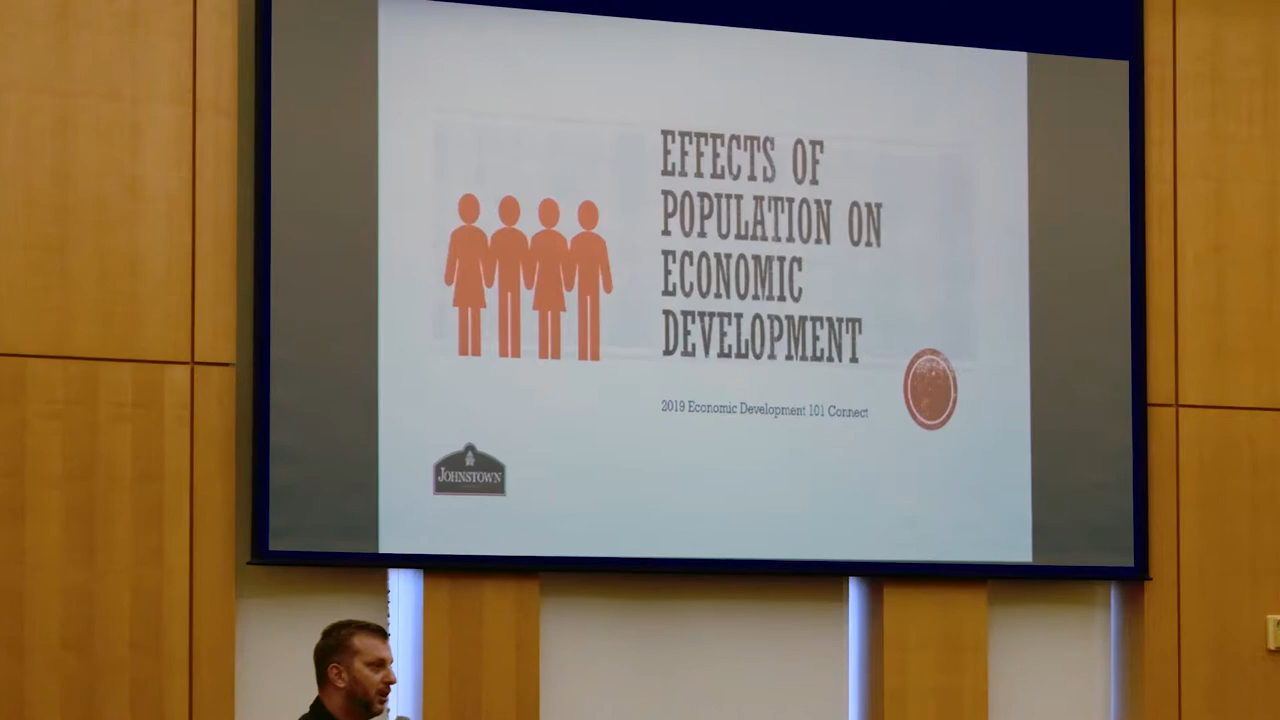 EFFECTS OF
POPULATION ON
ECONOMIC
DEVELOPMENT
2019 Economic Development 101 Connect
JOHNSTOWN